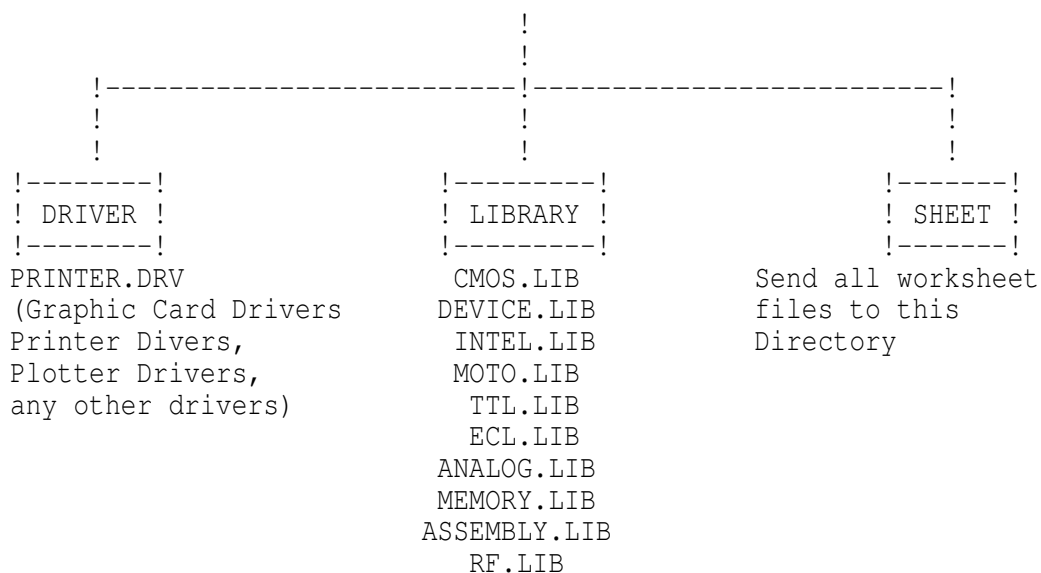 !
!
!--------------------------!--------------------------!
! ! !
! ! !
!--------! !---------! !-------!
! DRIVER ! ! LIBRARY ! ! SHEET !
!--------! !---------! !-------!
PRINTER.DRV CMOS.LIB Send all worksheet
(Graphic Card Drivers DEVICE.LIB files to this
Printer Divers, INTEL.LIB Directory
Plotter Drivers, MOTO.LIB
any other drivers) TTL.LIB
ECL.LIB
ANALOG.LIB
MEMORY.LIB
ASSEMBLY.LIB
RF.LIB